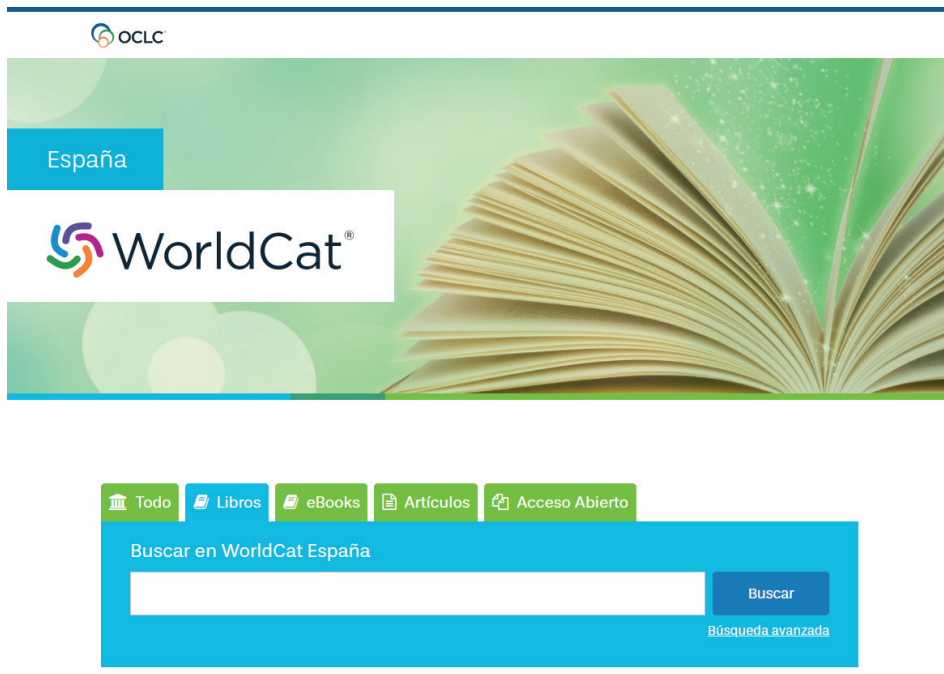 OCLC
España
WorldCat®
Todo Libros eBooks Artículos Acceso Abierto
Buscar en WorldCat España
Buscar
Búsqueda avanzada